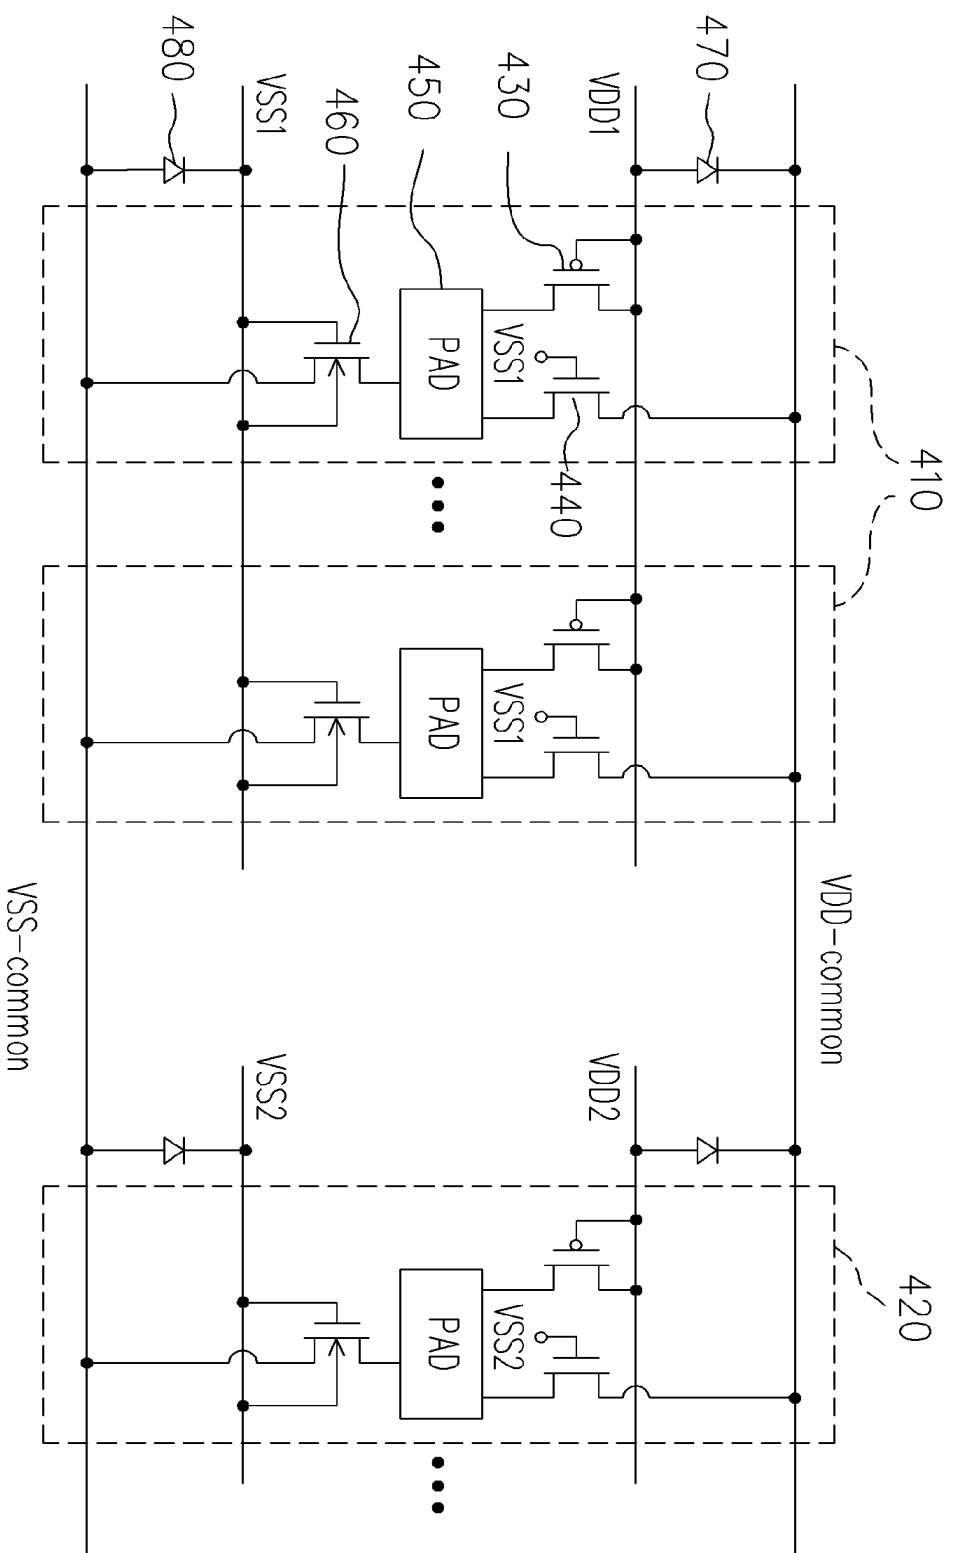 410
420
VDD-common
470
VDD1
VDD2
430
440
VSS1
VSS1
VSS2
450
PAD
PAD
PAD
460
VSS1
VSS2
480
VSS-common